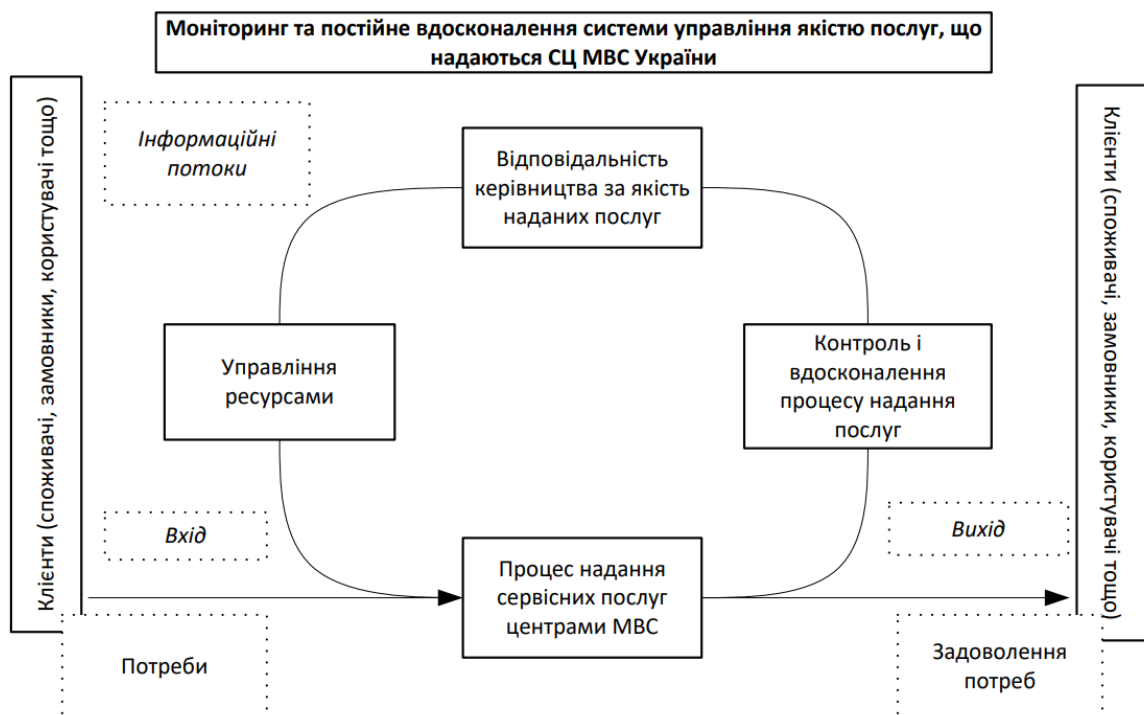 Моніторинг та постійне вдосконалення системи управління якістю послуг, що
надаються СЦ МВС України
Клієнти (споживачі, замовники, користувачі тощо)
Інформаційні
потоки
Відповідальність
керівництва за якість
наданих послуг
Управління
ресурсами
Контроль і
вдосконалення
процесу надання
послуг
Вхід
Вихід
Процес надання
сервісних послуг
центрами МВС
Потреби
Задоволення
потреб
Клієнти (споживачі, замовники, користувачі тощо)